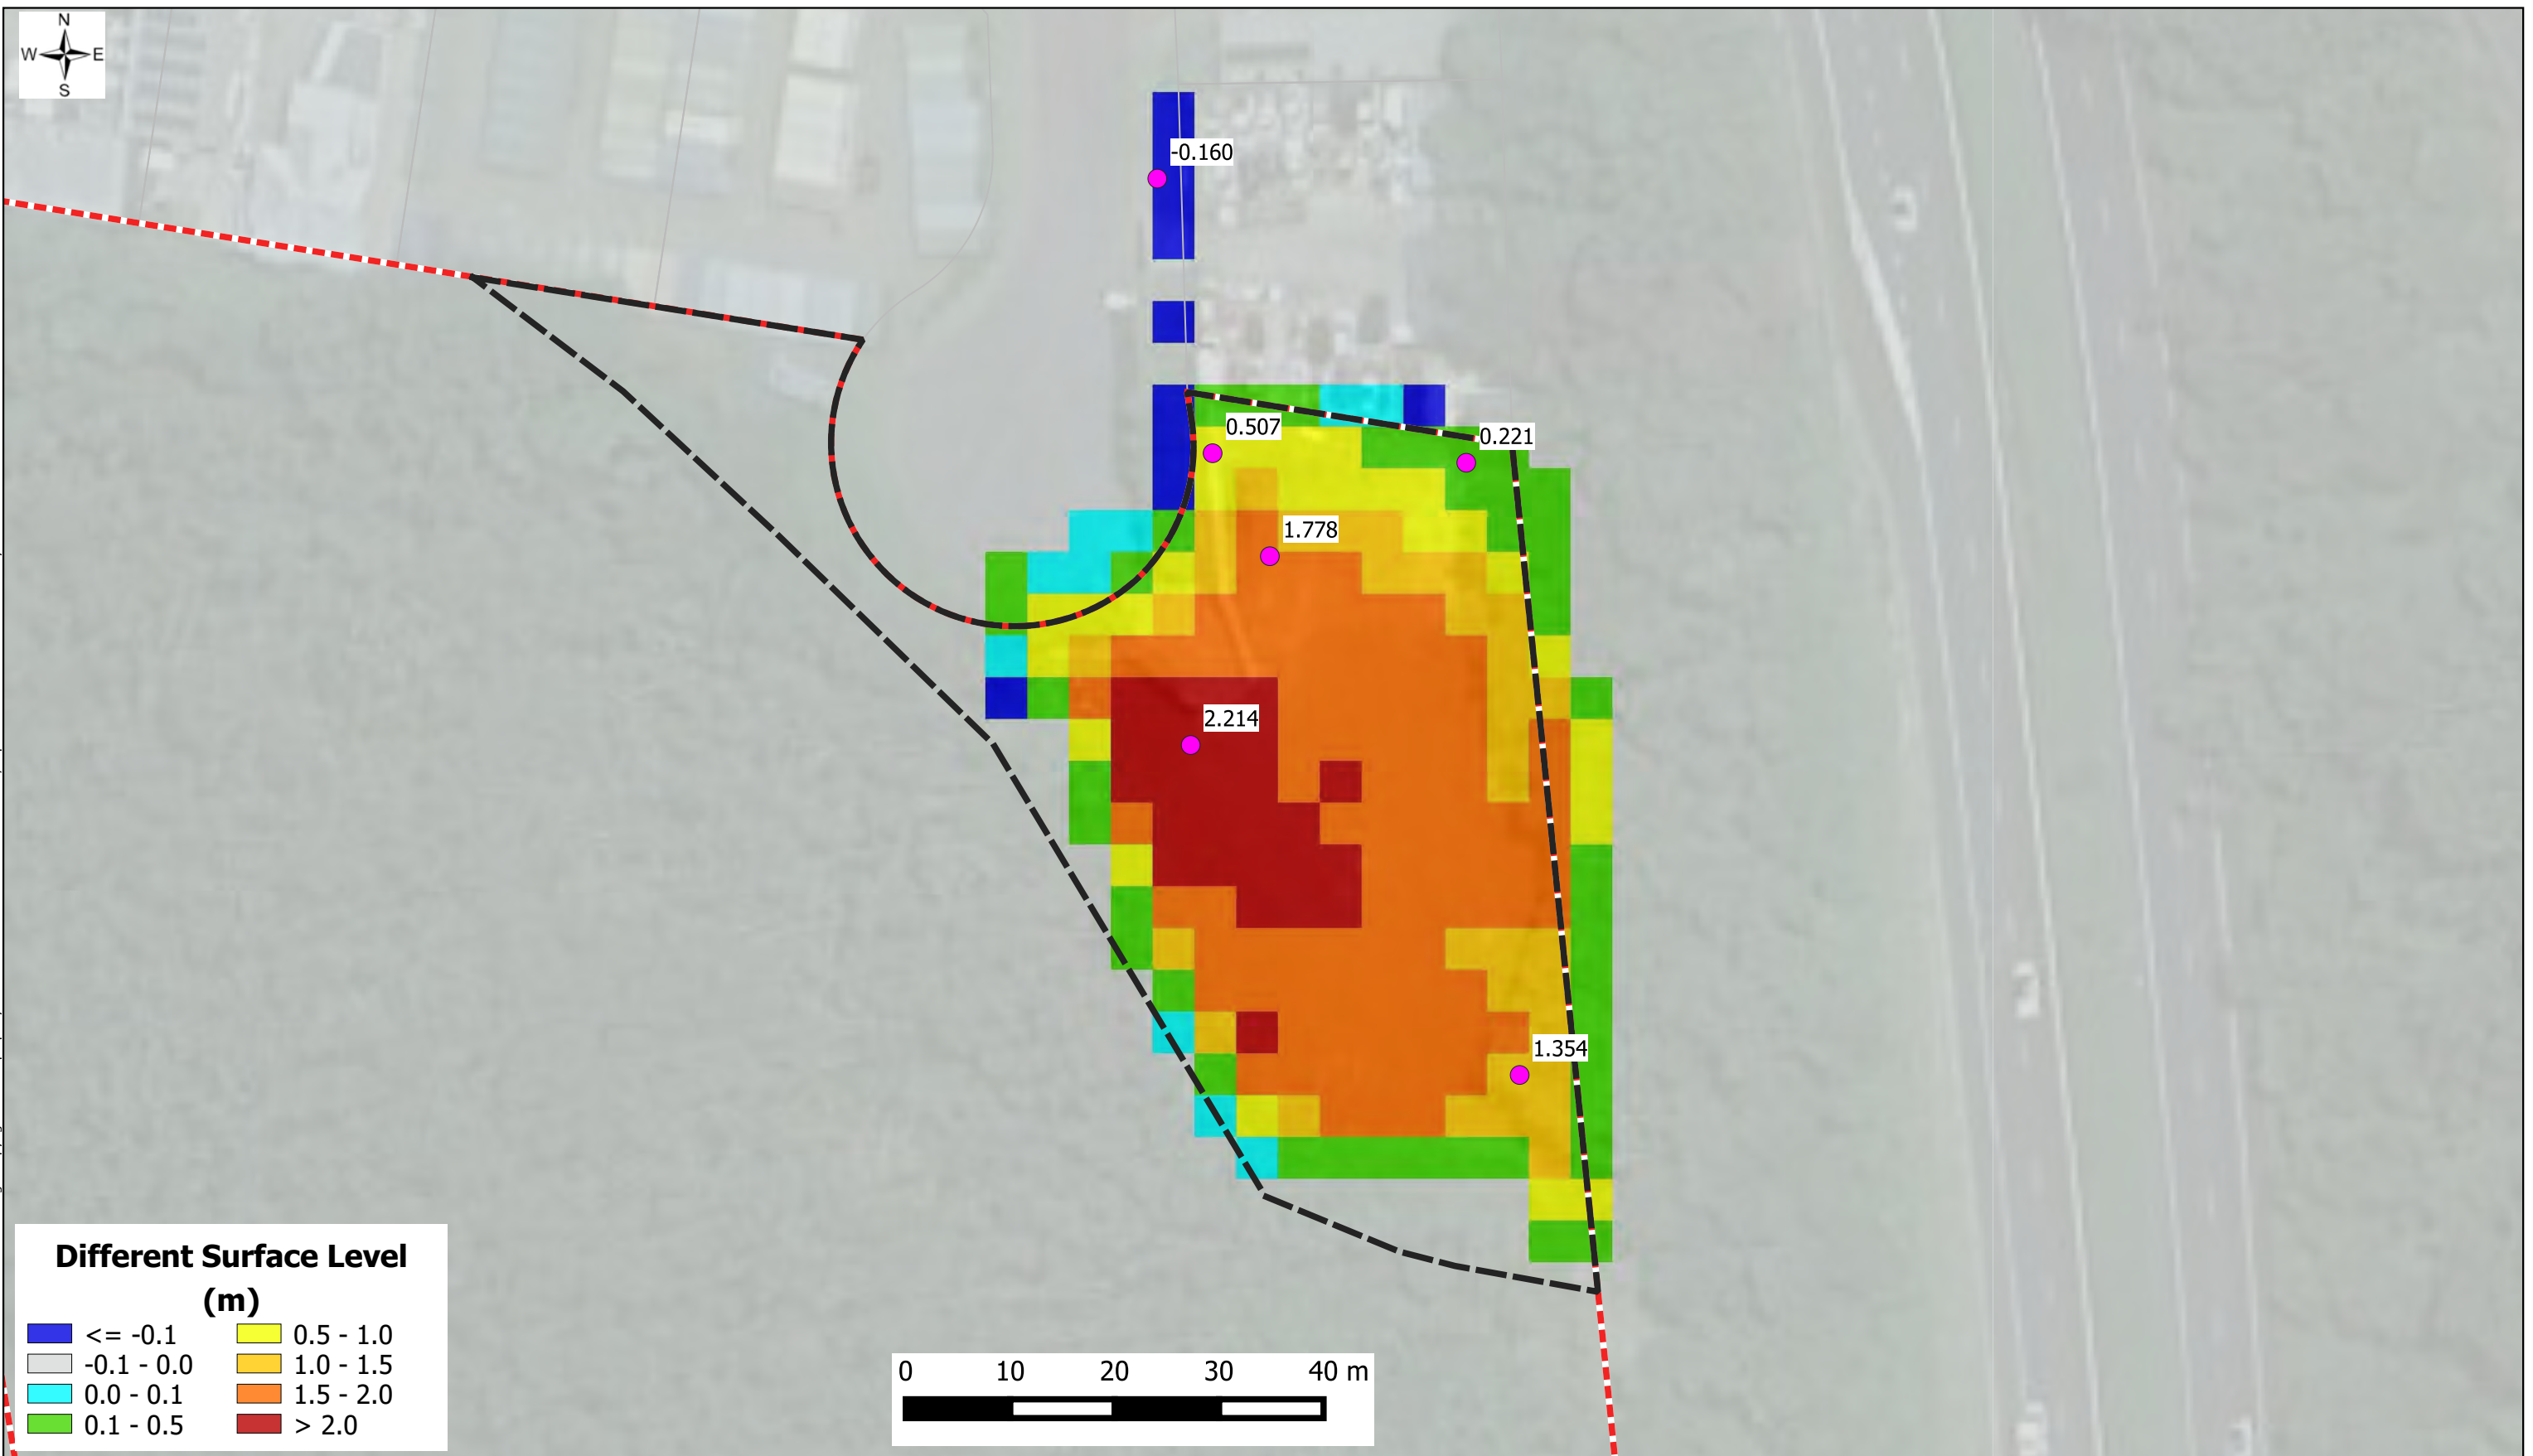 N
W E
S
-0.160
0.507
0.221
1.778
2.214
1.354
Different Surface Level
(m)
<= -0.1
-0.1 - 0.0
0.0 - 0.1
0.1 - 0.5
0.5 - 1.0
1.0 - 1.5
1.5 - 2.0
> 2.0
0 10 20 30 40 m